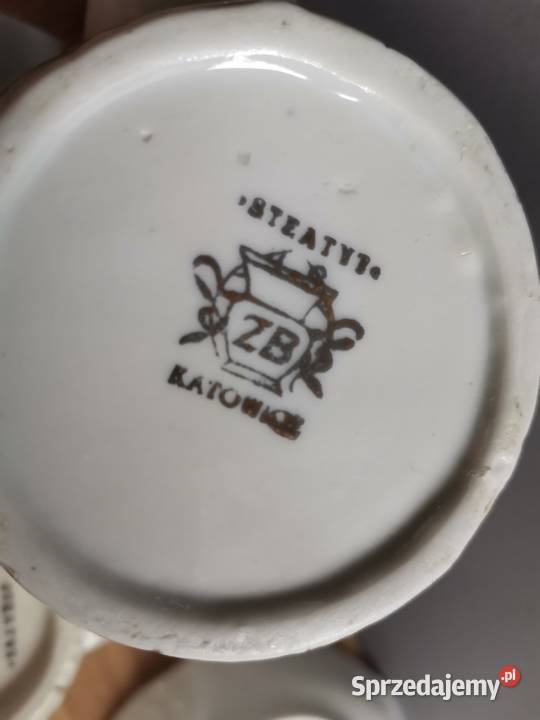 "STEATYT"
ZB
KATOWICE
Sprzedajemy.pl